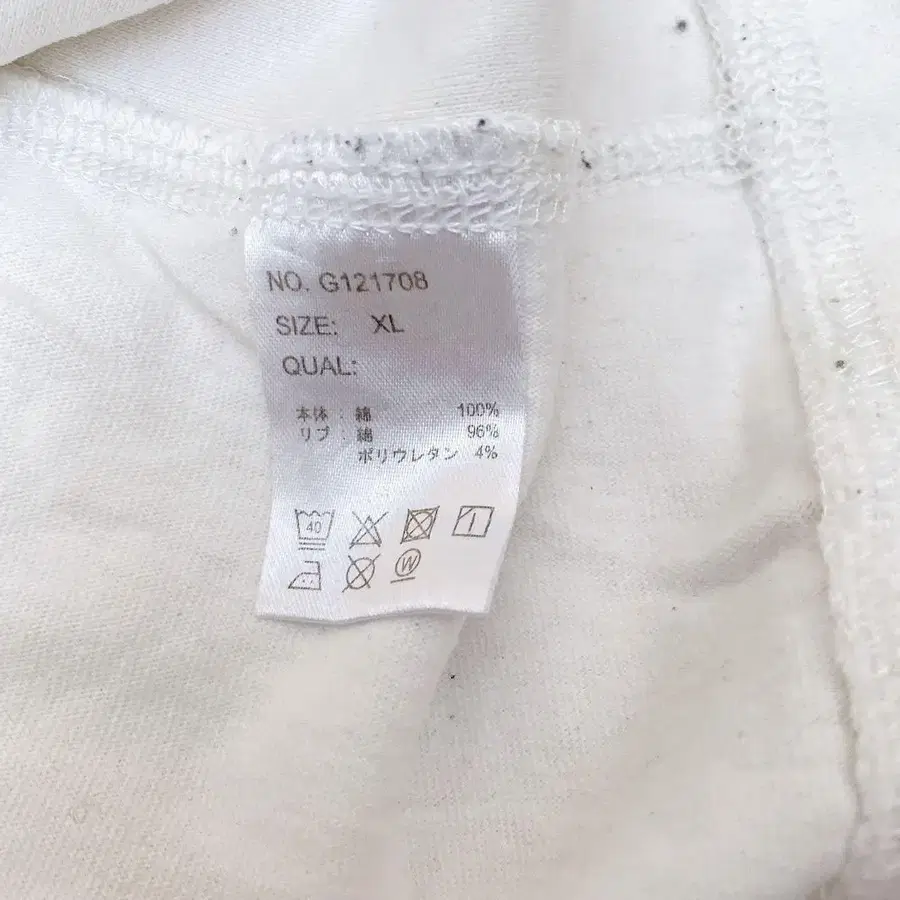 NO. G121708
SIZE: XL
QUAL:
本体 : 綿 100%
リブ : 綿 96%
ポリウレタン 4%
40
W